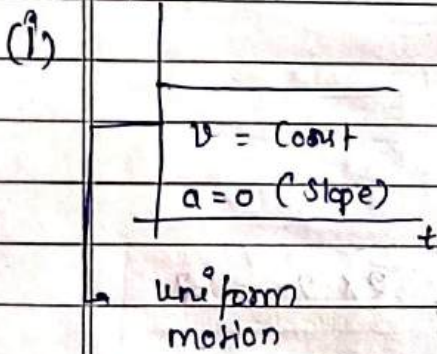 (i)
v = Const
a = 0 (Slope)
t
uniform
motion